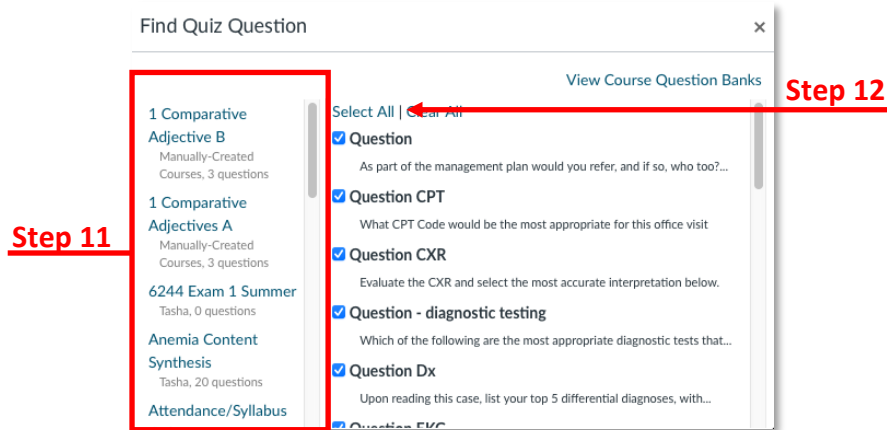 Find Quiz Question
×
View Course Question Banks
Step 12
1 Comparative
Adjective B
Manually-Created
Courses, 3 questions
1 Comparative
Adjectives A
Manually-Created
Courses, 3 questions
6244 Exam 1 Summer
Tasha, 0 questions
Anemia Content
Synthesis
Tasha, 20 questions
Attendance/Syllabus
Step 11
Select All | Clear All
Question
As part of the management plan would you refer, and if so, who too?...
Question CPT
What CPT Code would be the most appropriate for this office visit
Question CXR
Evaluate the CXR and select the most accurate interpretation below.
Question - diagnostic testing
Which of the following are the most appropriate diagnostic tests that...
Question Dx
Upon reading this case, list your top 5 differential diagnoses, with...
Question EKG